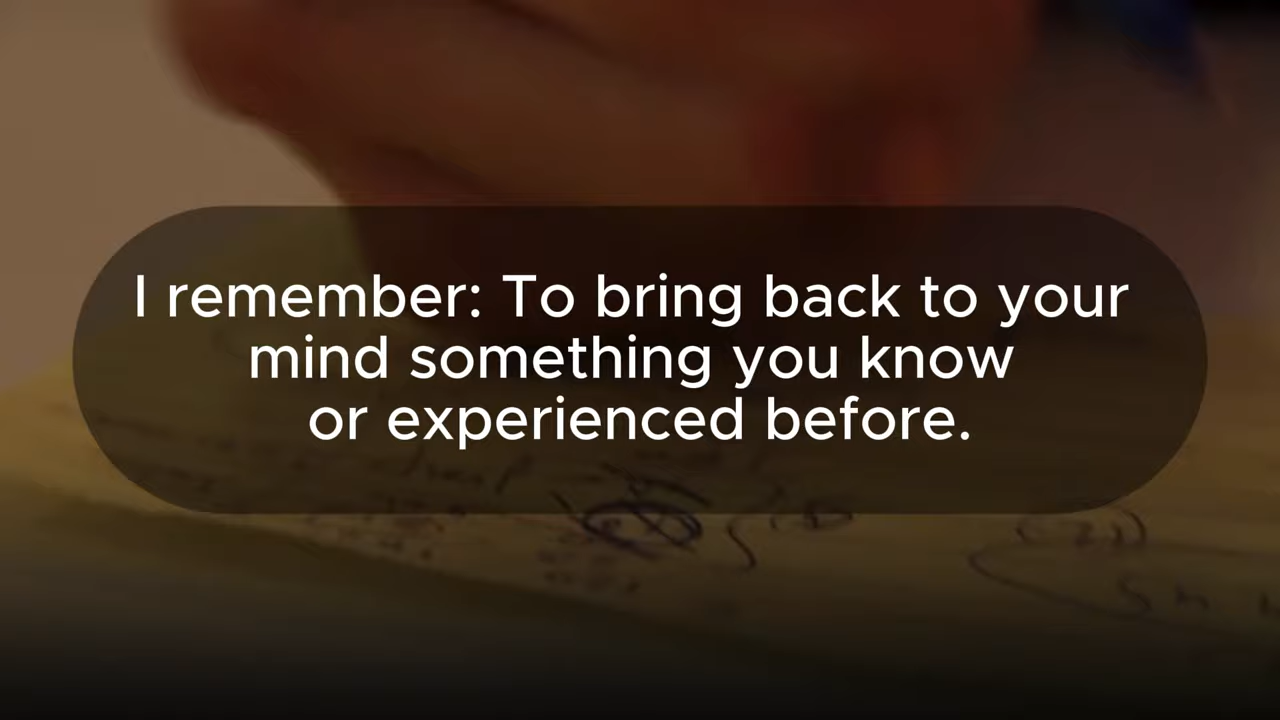 I remember: To bring back to your
mind something you know
or experienced before.